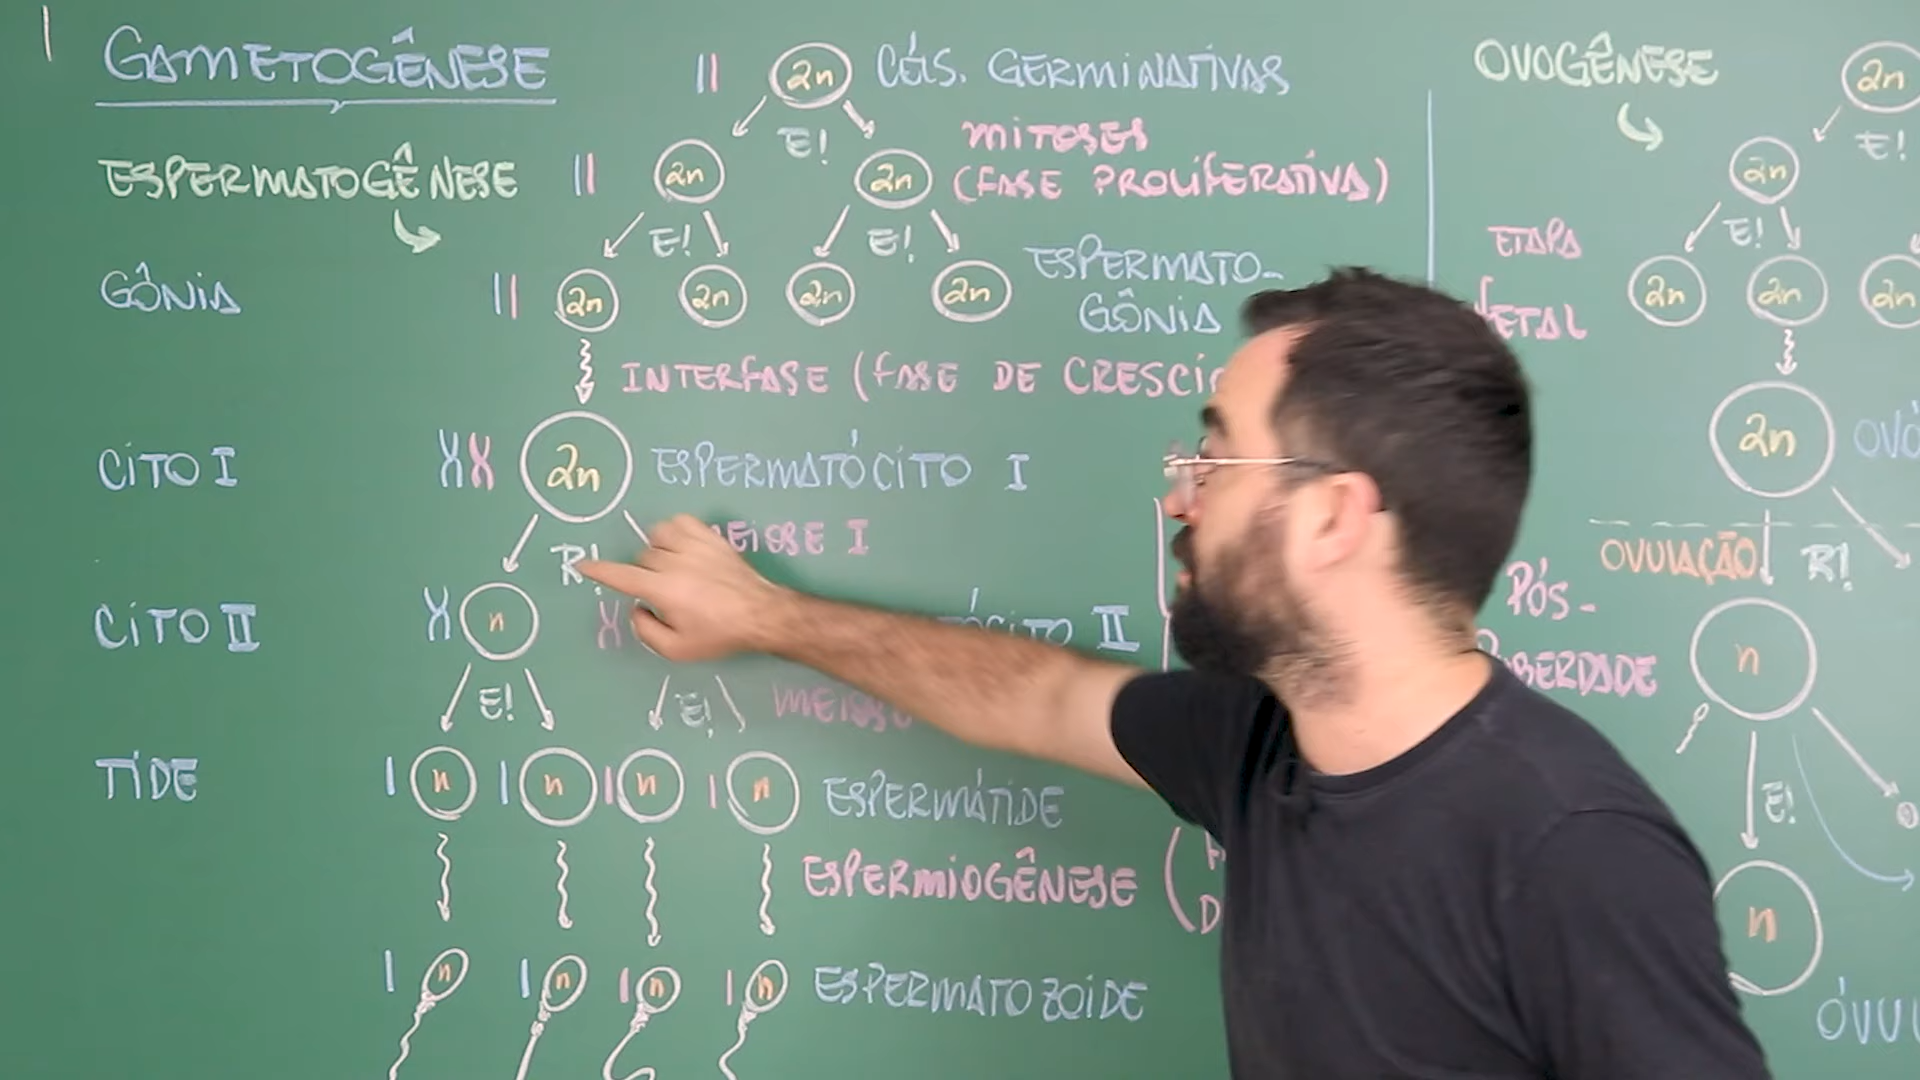 GAMETOGÊNESE
2n CÉLS. GERMINATIVAS
E! MITOSES
ESPERMATOGÊNESE
2n 2n (FASE PROLIFERATIVA)
E! E!
GÔNIA
2n 2n 2n 2n ESPERMATO-
GÔNIA
INTERFASE (FASE DE
CITO I
2n ESPERMATÓCITO I
R! MEIOSE I
CITO II
n II
E! E!
TIDE
n n n n ESPERMÁTIDE
ESPERMIOGÊNESE (
n n n n ESPERMATOZOIDE
OVOGÊNESE
2n
E!
2n
ETAPA
FETAL
E!
2n 2n 2n
2n
OVULAÇÃO R!
PÓS-
n
E!
n